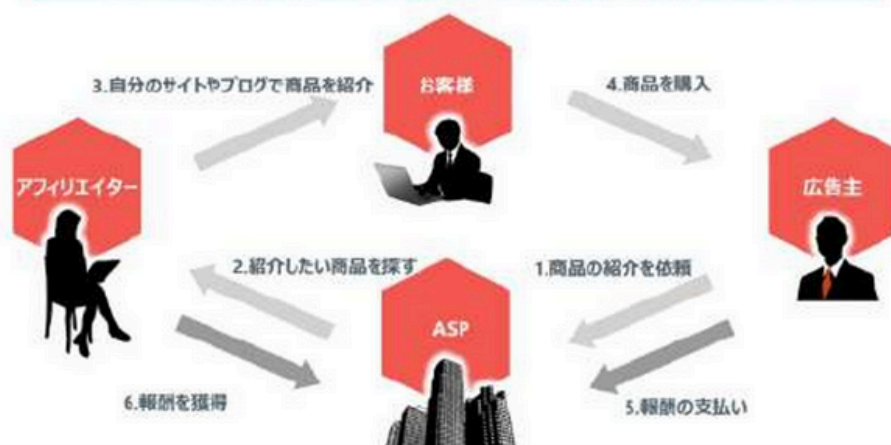 お客様
3.自分のサイトやブログで商品を紹介
4.商品を購入
アフィリエイター
広告主
2.紹介したい商品を探す
1.商品の紹介を依頼
ASP
6.報酬を獲得
5.報酬の支払い